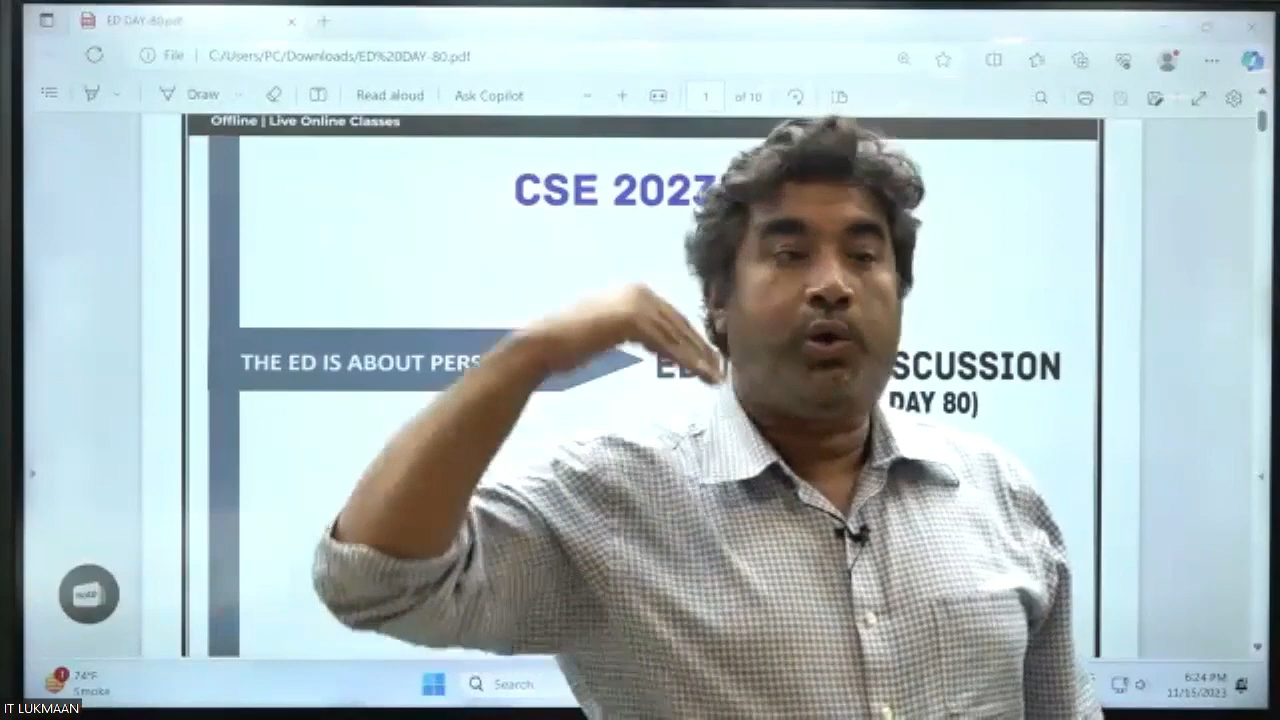 ED-DAY-80.pdf
File
C:/Users/PC/Downloads/ED%20DAY-80.pdf
Draw
Read aloud
Ask Copilot
1
of 10
Offline | Live Online Classes
CSE 2023
THE ED IS ABOUT PERS
ED
SCUSSION
DAY 80)
74°F
Smoke
Search
6:24 PM
11/15/2023
IT LUKMAAN